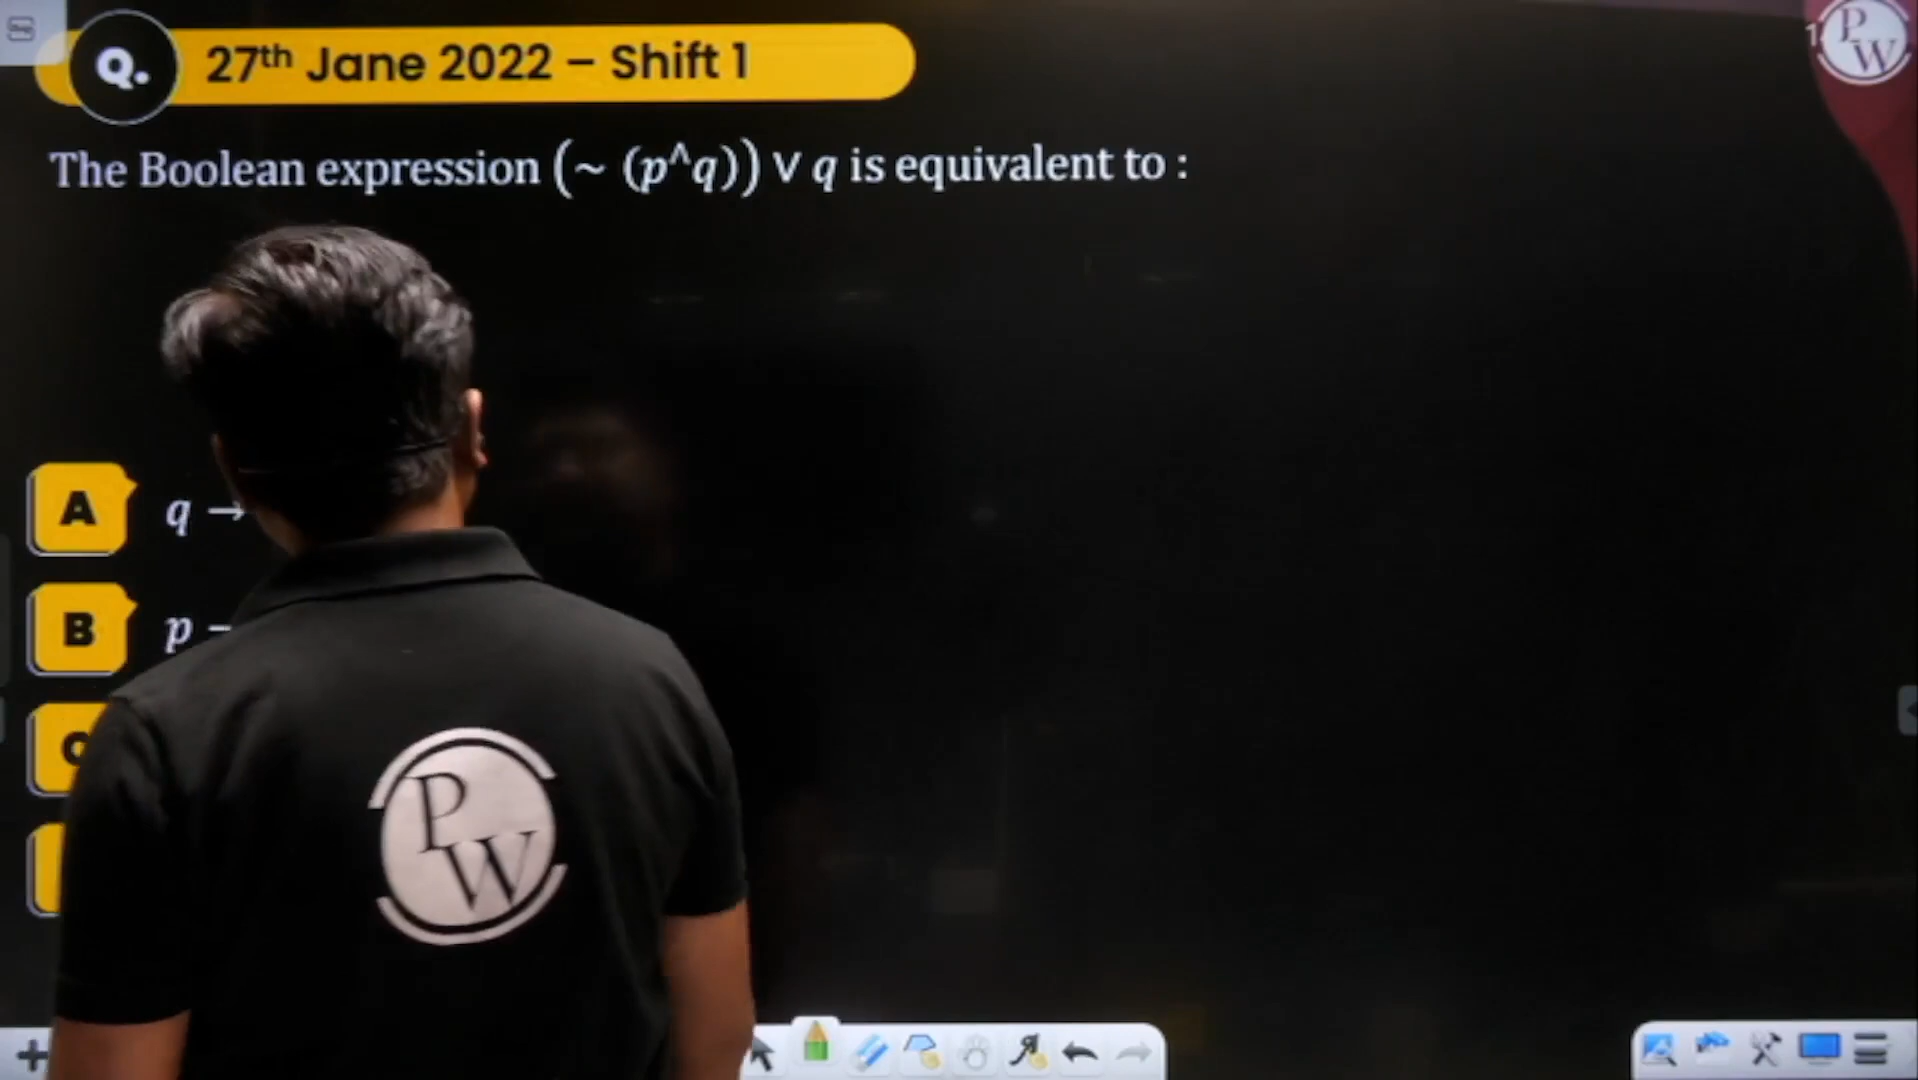 Q. 27th Jane 2022 – Shift 1
The Boolean expression (~ (p^q)) ∨ q is equivalent to :
A q →
B p
C
P
W
P
W